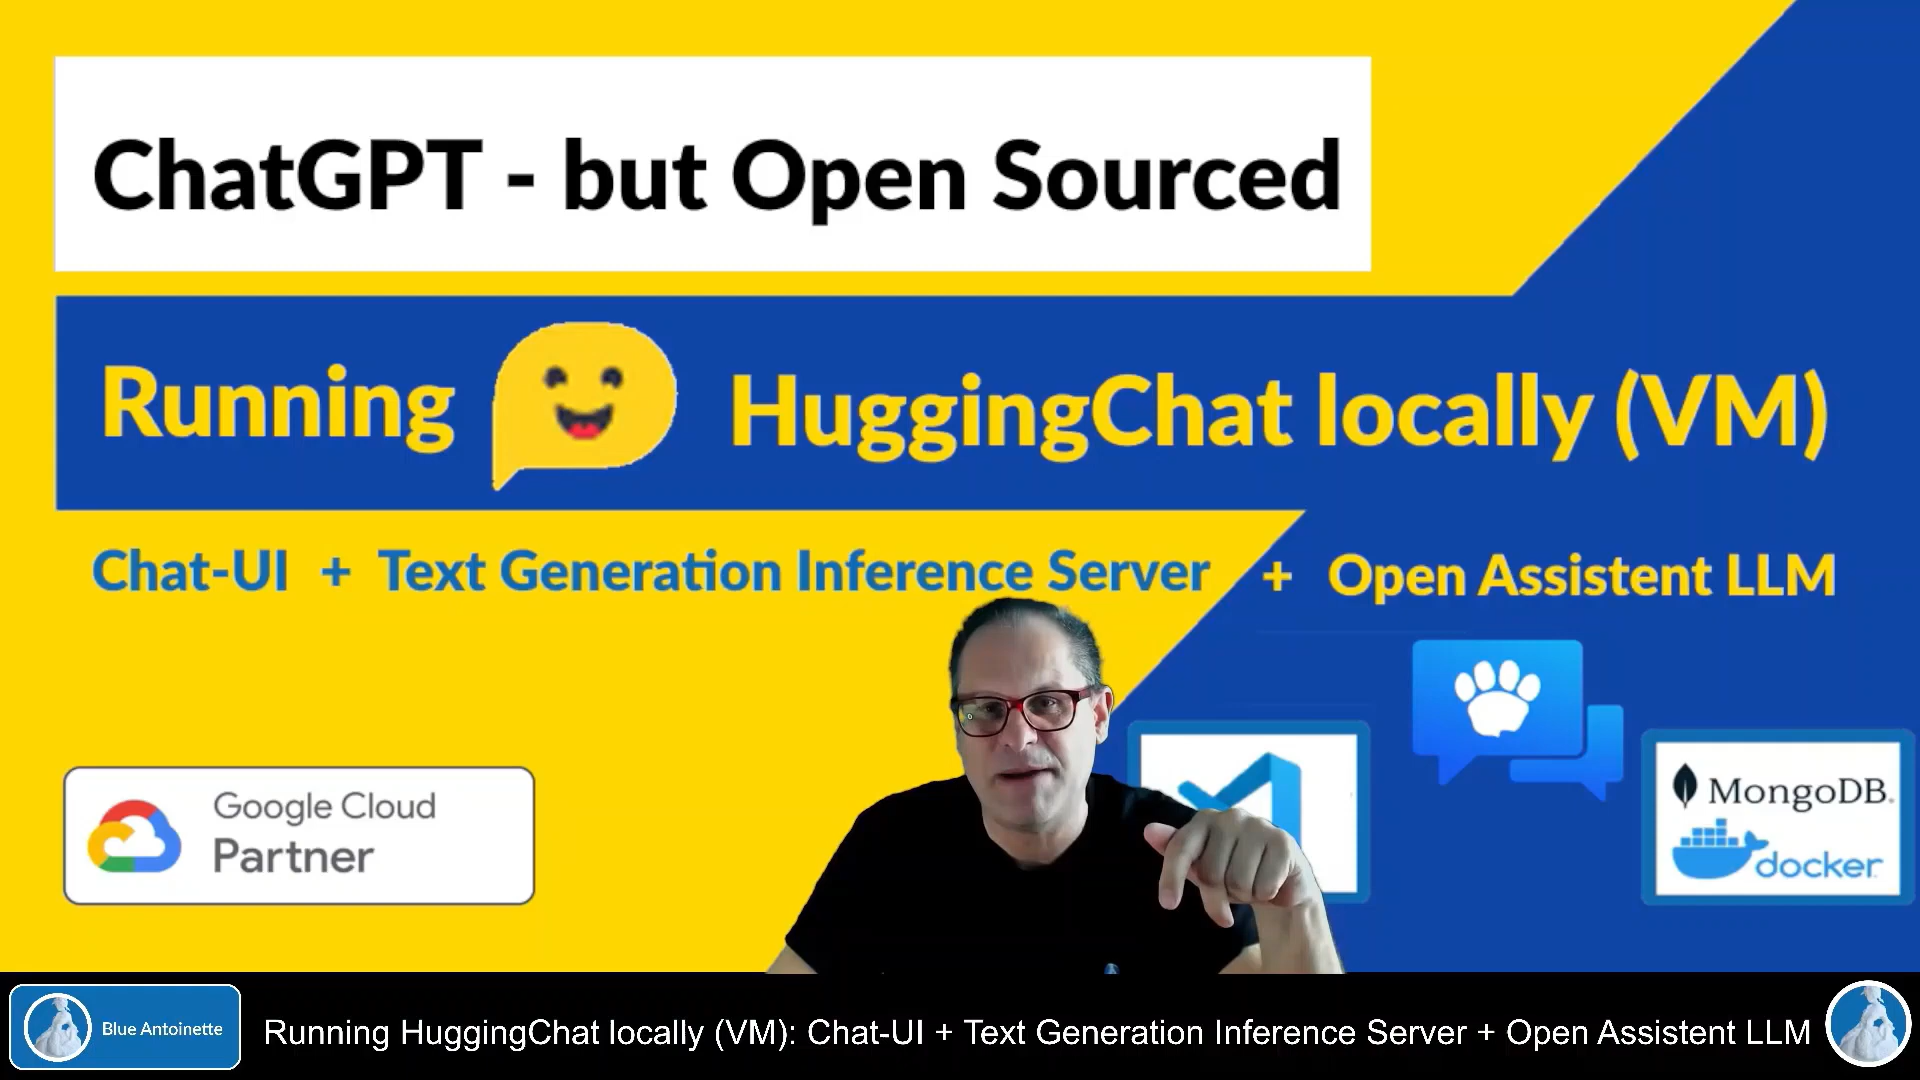 ChatGPT - but Open Sourced
Running HuggingChat locally (VM)
Chat-UI + Text Generation Inference Server + Open Assistent LLM
Google Cloud
Partner
MongoDB.
docker
Blue Antoinette
Running HuggingChat locally (VM): Chat-UI + Text Generation Inference Server + Open Assistent LLM